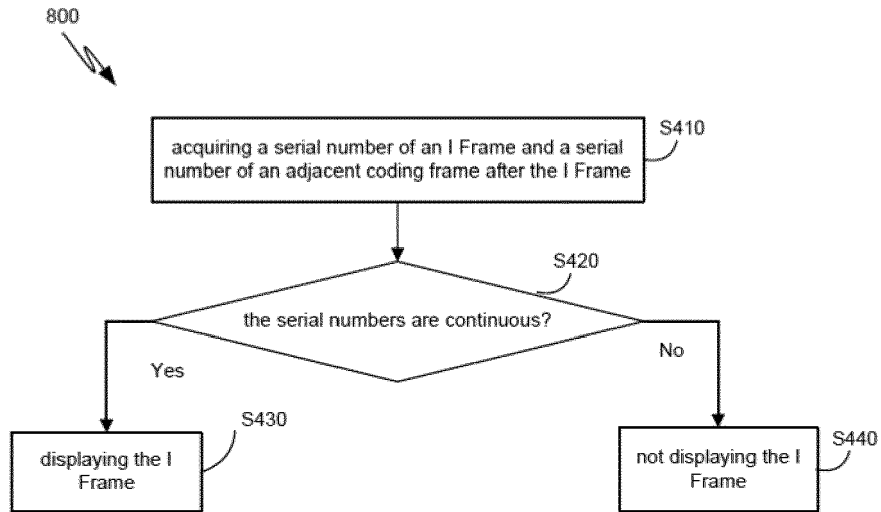 800
acquiring a serial number of an I Frame and a serial
number of an adjacent coding frame after the I Frame
S410
S420
the serial numbers are continuous?
Yes
No
S430
displaying the I
Frame
S440
not displaying the I
Frame